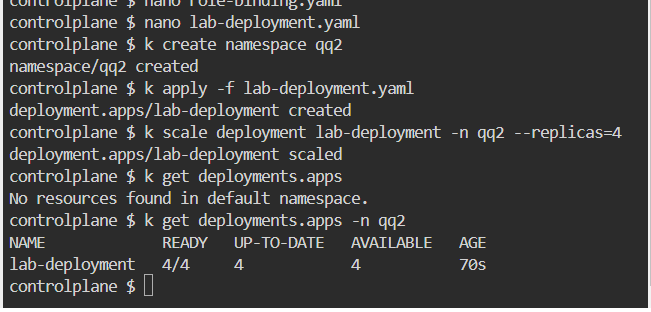 controlplane $ nano role-binding.yaml
controlplane $ nano lab-deployment.yaml
controlplane $ k create namespace qq2
namespace/qq2 created
controlplane $ k apply -f lab-deployment.yaml
deployment.apps/lab-deployment created
controlplane $ k scale deployment lab-deployment -n qq2 --replicas=4
deployment.apps/lab-deployment scaled
controlplane $ k get deployments.apps
No resources found in default namespace.
controlplane $ k get deployments.apps -n qq2
NAME READY UP-TO-DATE AVAILABLE AGE
lab-deployment 4/4 4 4 70s
controlplane $